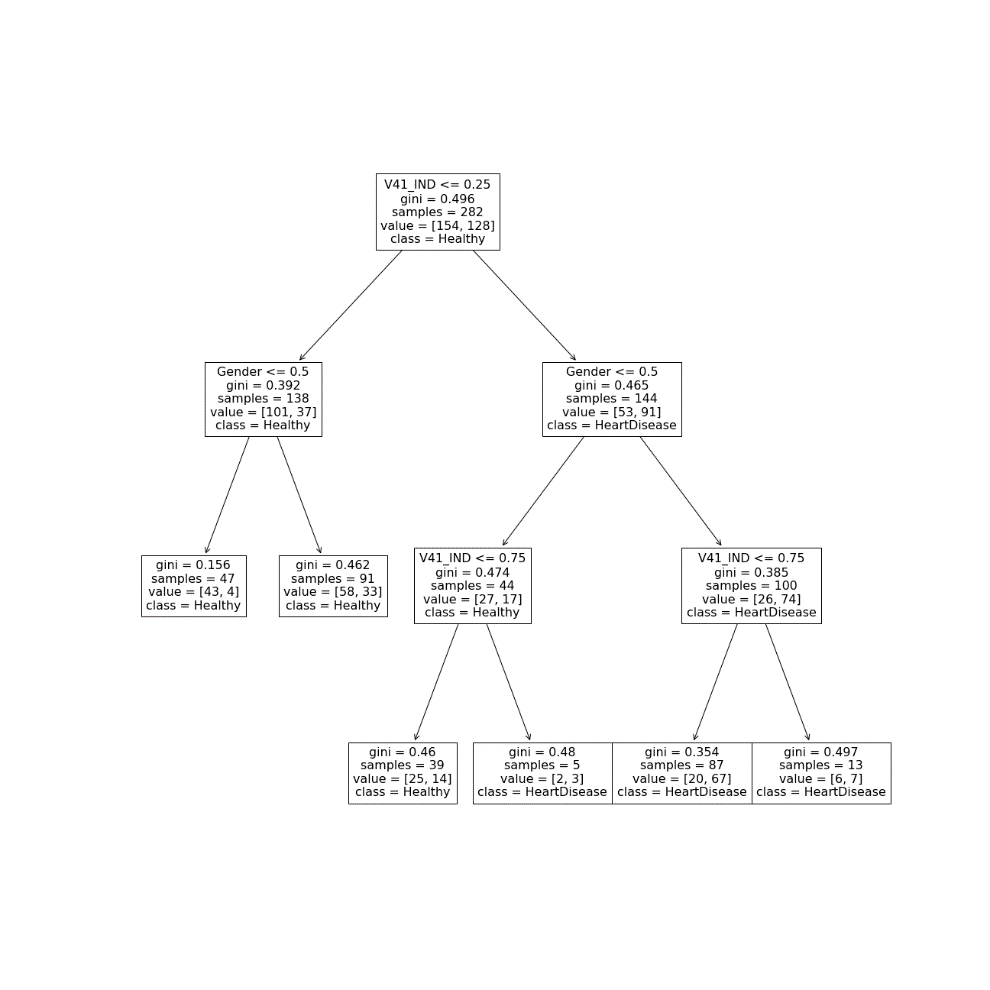 V41_IND <= 0.25
gini = 0.496
samples = 282
value = [154, 128]
class = Healthy
Gender <= 0.5
gini = 0.392
samples = 138
value = [101, 37]
class = Healthy
Gender <= 0.5
gini = 0.465
samples = 144
value = [53, 91]
class = HeartDisease
gini = 0.156
samples = 47
value = [43, 4]
class = Healthy
gini = 0.462
samples = 91
value = [58, 33]
class = Healthy
V41_IND <= 0.75
gini = 0.474
samples = 44
value = [27, 17]
class = Healthy
V41_IND <= 0.75
gini = 0.385
samples = 100
value = [26, 74]
class = HeartDisease
gini = 0.46
samples = 39
value = [25, 14]
class = Healthy
gini = 0.48
samples = 5
value = [2, 3]
class = HeartDisease
gini = 0.354
samples = 87
value = [20, 67]
class = HeartDisease
gini = 0.497
samples = 13
value = [6, 7]
class = HeartDisease